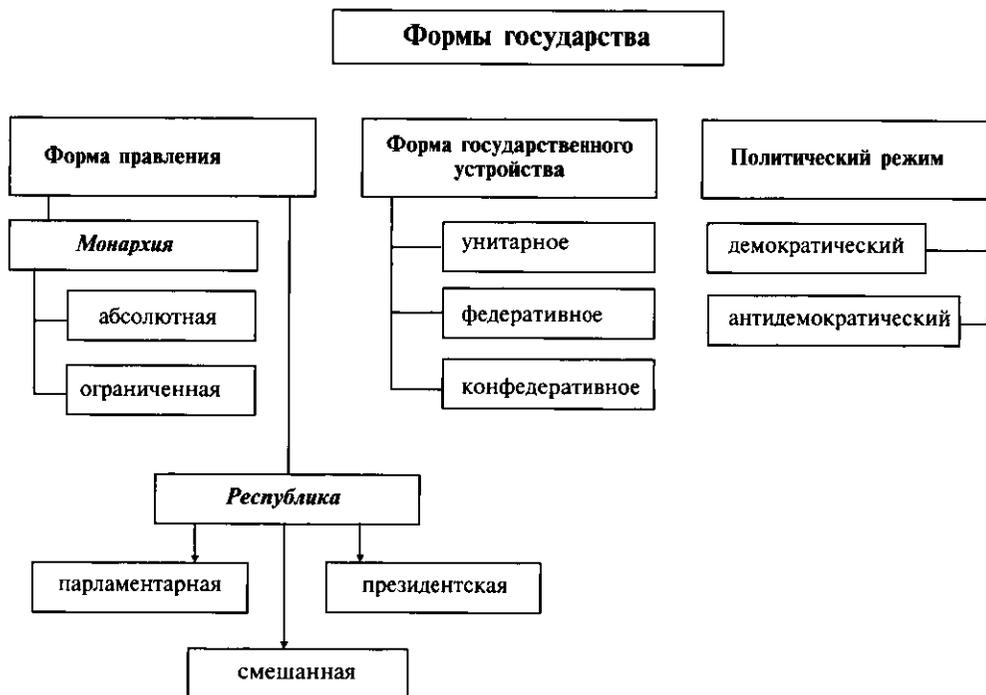 Формы государства
Форма правления
Монархия
абсолютная
ограниченная
Республика
парламентарная
президентская
смешанная
Форма государственного
устройства
унитарное
федеративное
конфедеративное
Политический режим
демократический
антидемократический